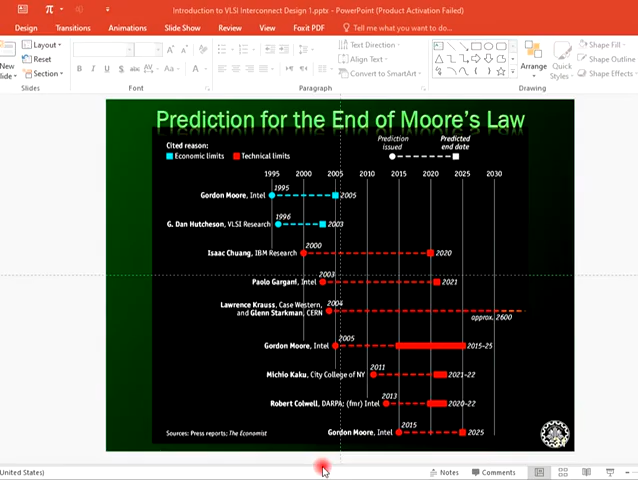 Introduction to VLSI Interconnect Design 1.pptx - PowerPoint (Product Activation Failed)
Design Transitions Animations Slide Show Review View Foxit PDF Tell me what you want to do...
Layout
Reset
New
Slide
Section
Text Direction
Align Text
Convert to SmartArt
Arrange
Quick
Styles
Shape Fill
Shape Outline
Shape Effects
Slides Paragraph Drawing
Prediction for the End of Moore's Law
Cited reason:
Economic limits Technical limits
Prediction
issued
Predicted
end date
1995 2000 2005 2010 2015 2020 2025 2030
1995
Gordon Moore, Intel 2005
1996
G. Dan Hutcheson, VLSI Research 2003
2000
Isaac Chuang, IBM Research 2020
2003
Paolo Gargani, Intel 2021
Lawrence Krauss, Case Western, 2004
and Glenn Starkman, CERN
approx. 2600
2005
Gordon Moore, Intel 2015-25
2011
Michio Kaku, City College of NY 2021-22
2013
Robert Colwell, DARPA; (fmr) Intel 2020-22
2015
Gordon Moore, Intel 2025
Sources: Press reports; The Economist
United States) Notes Comments